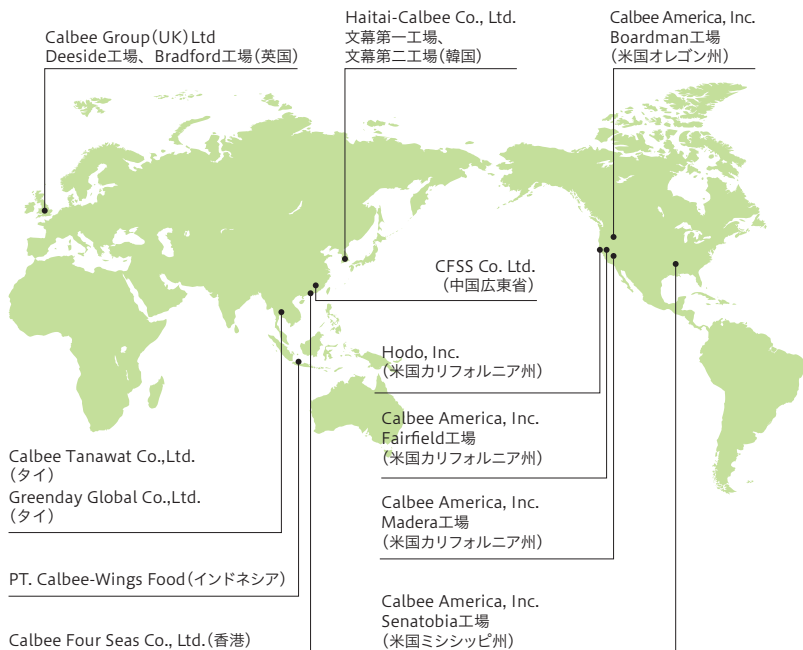 Calbee Group(UK)Ltd
Deeside工場、Bradford工場(英国)
Haitai-Calbee Co., Ltd.
文幕第一工場、
文幕第二工場(韓国)
Calbee America, Inc.
Boardman工場
(米国オレゴン州)
CFSS Co. Ltd.
(中国広東省)
Hodo, Inc.
(米国カリフォルニア州)
Calbee America, Inc.
Fairfield工場
(米国カリフォルニア州)
Calbee Tanawat Co.,Ltd.
(タイ)
Greenday Global Co.,Ltd.
(タイ)
Calbee America, Inc.
Madera工場
(米国カリフォルニア州)
PT. Calbee-Wings Food(インドネシア)
Calbee America, Inc.
Senatobia工場
(米国ミシシッピ州)
Calbee Four Seas Co., Ltd.(香港)